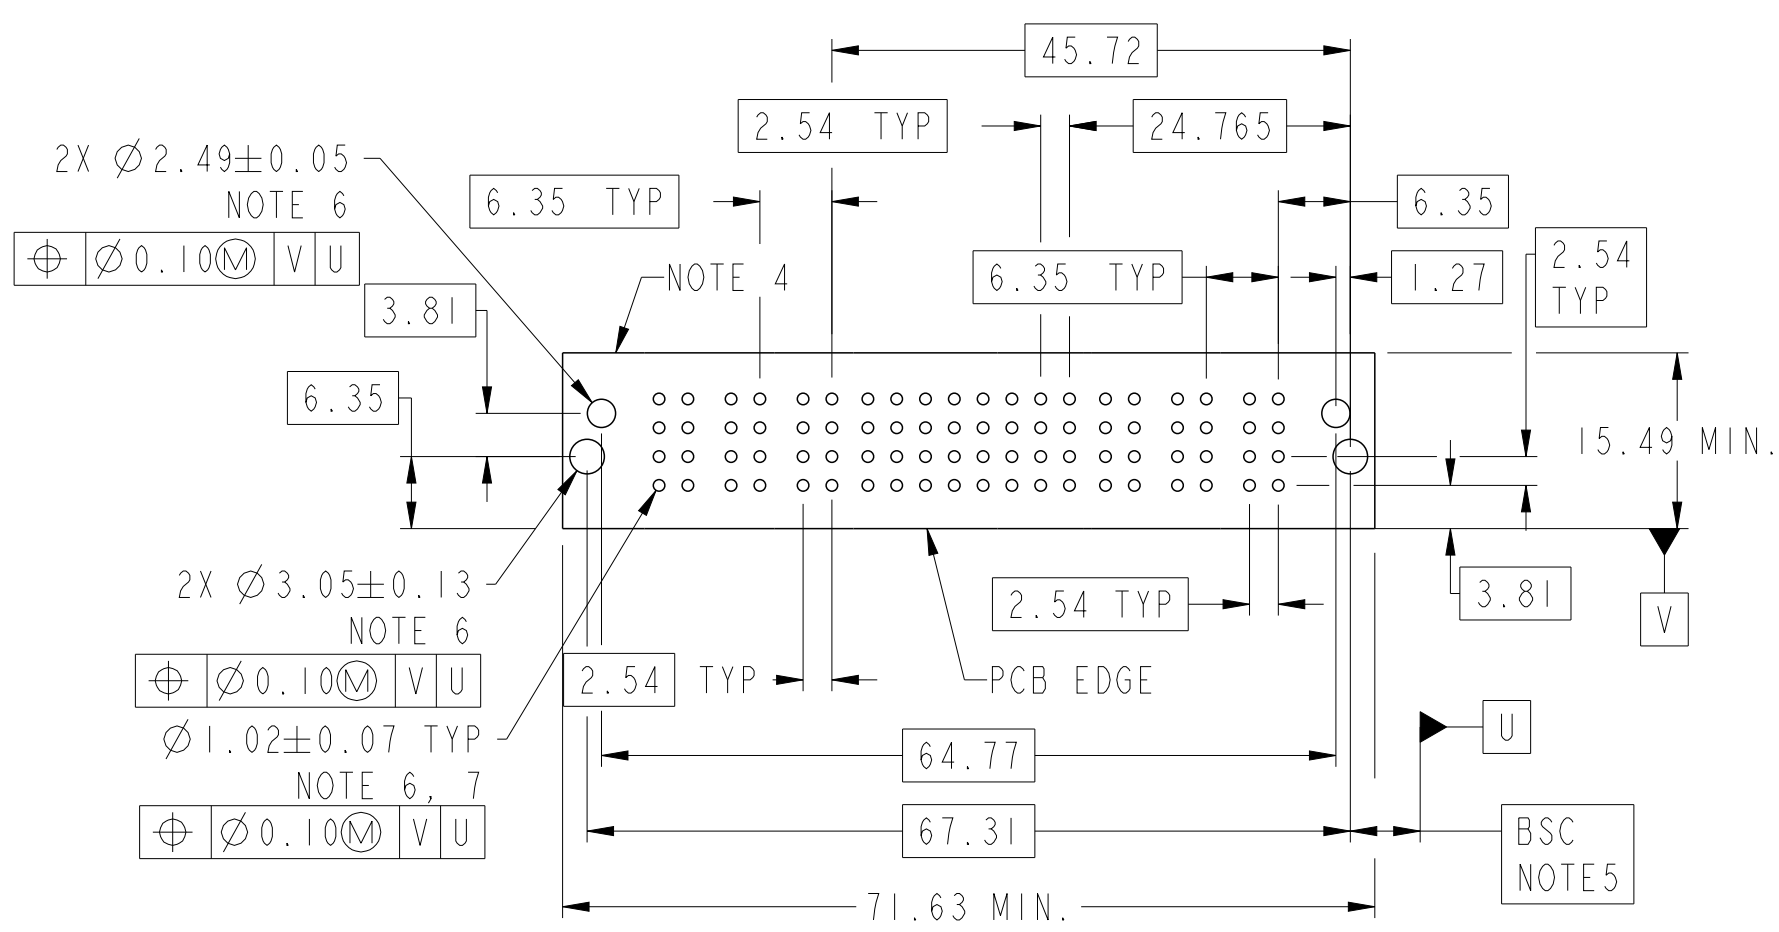 45.72
2.54 TYP
24.765
2X ⌀2.49±0.05
NOTE 6
⌖ ⌀0.10Ⓜ V U
6.35 TYP
6.35
2.54
TYP
NOTE 4
6.35 TYP
1.27
3.81
6.35
15.49 MIN.
2X ⌀3.05±0.13
NOTE 6
⌖ ⌀0.10Ⓜ V U
2.54 TYP
3.81
V
2.54 TYP
PCB EDGE
⌀1.02±0.07 TYP
NOTE 6, 7
⌖ ⌀0.10Ⓜ V U
64.77
U
67.31
BSC
NOTE5
71.63 MIN.